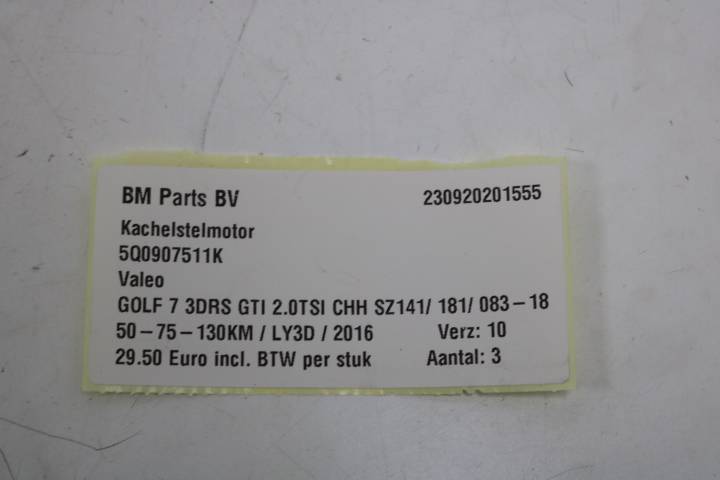 BM Parts BV 230920201555
Kachelstelmotor
5Q0907511K
Valeo
GOLF 7 3DRS GTI 2.0TSI CHH SZ141/ 181/ 083-18
50-75-130KM / LY3D / 2016 Verz: 10
29.50 Euro incl. BTW per stuk Aantal: 3